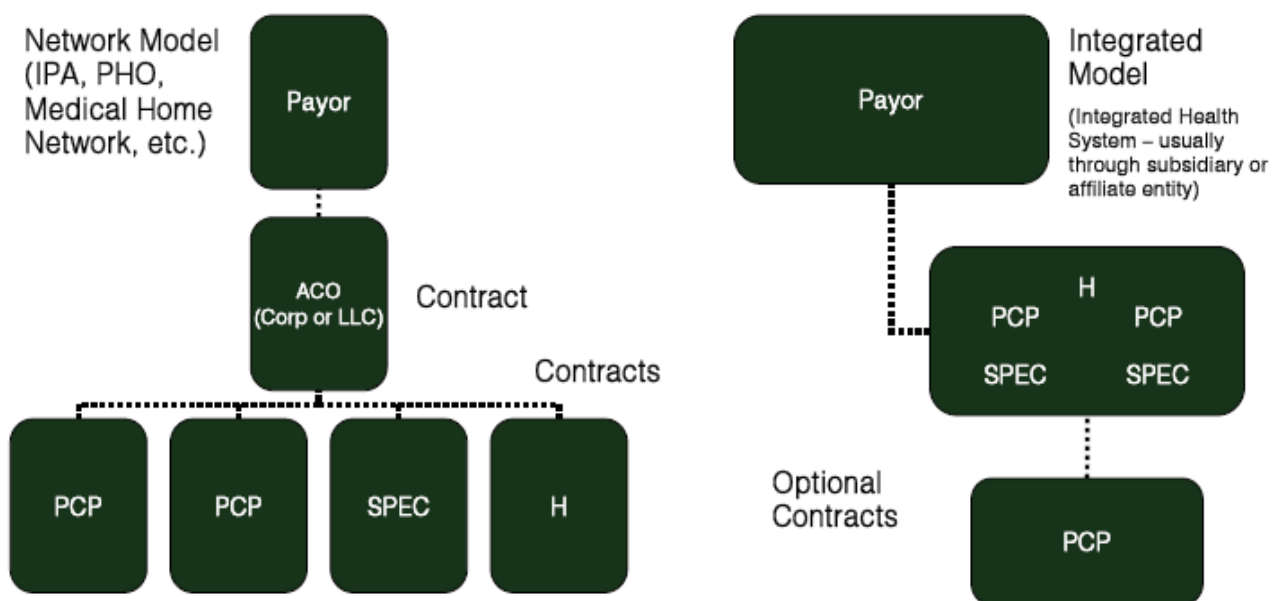 Network Model
(IPA, PHO,
Medical Home
Network, etc.)
Payor
ACO
(Corp or LLC)
Contract
Contracts
PCP
PCP
SPEC
H
Payor
Integrated
Model
(Integrated Health
System – usually
through subsidiary or
affiliate entity)
H
PCP PCP
SPEC SPEC
Optional
Contracts
PCP